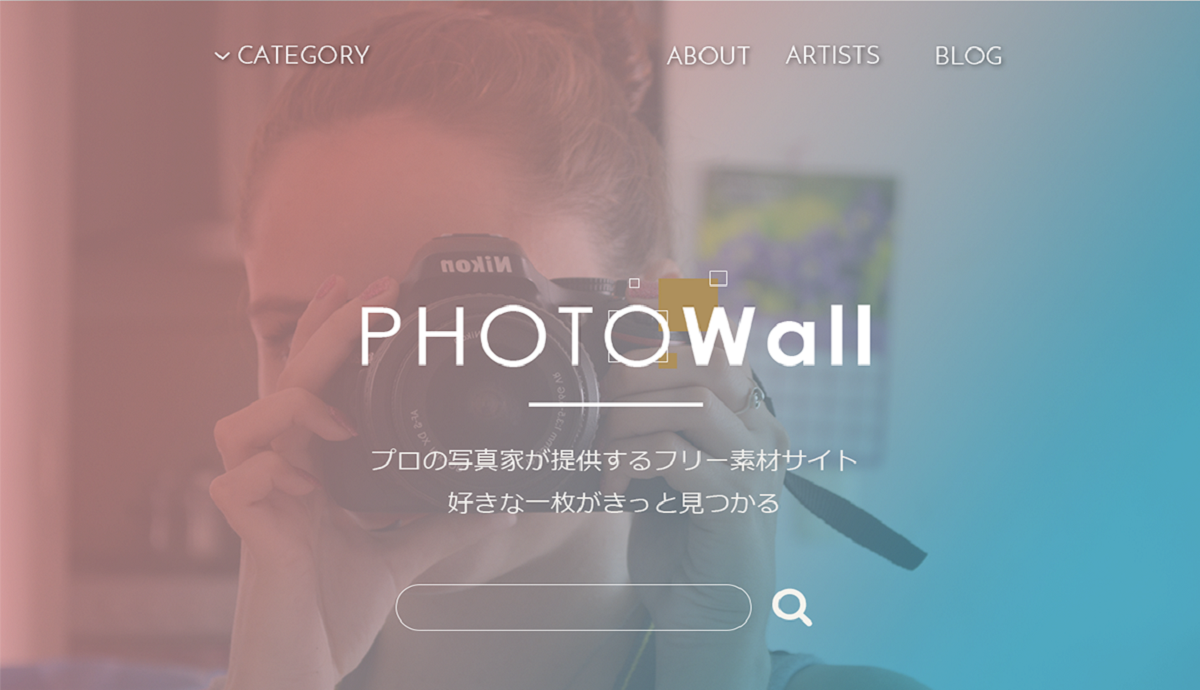 CATEGORY ABOUT ARTISTS BLOG
Nikon
PHOTOWall
プロの写真家が提供するフリー素材サイト
好きな一枚がきっと見つかる